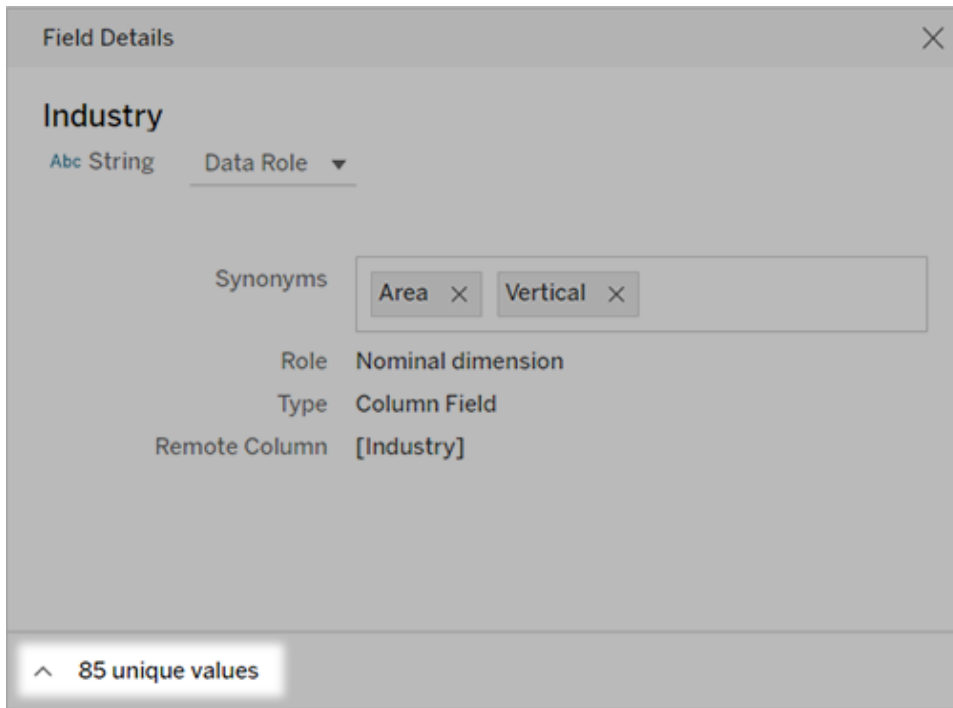 Field Details
Industry
Abc String Data Role
Synonyms Area Vertical
Role Nominal dimension
Type Column Field
Remote Column [Industry]
85 unique values